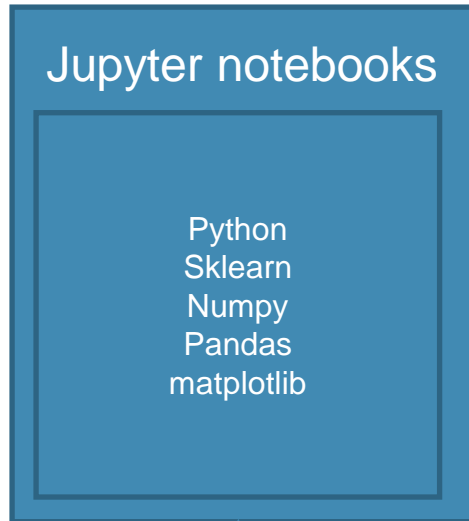 Jupyter notebooks
Python
Sklearn
Numpy
Pandas
matplotlib